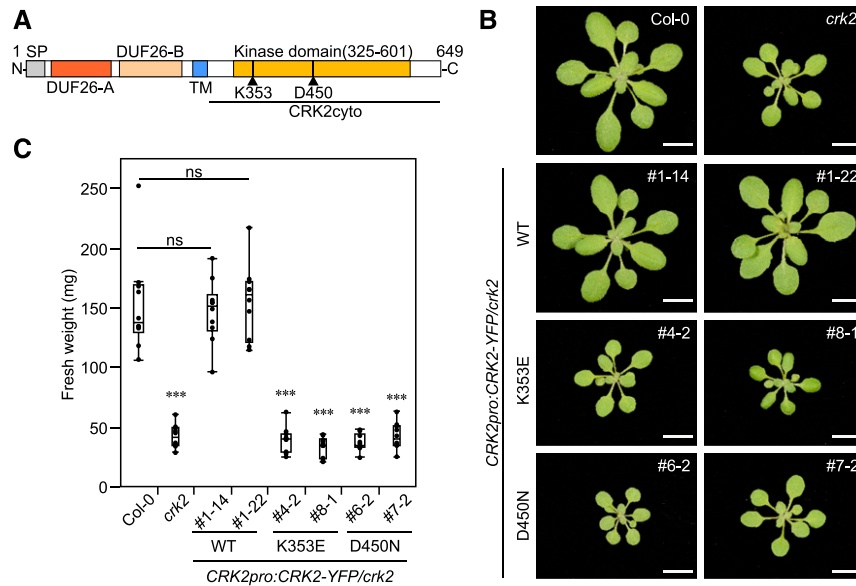 A
1 SP DUF26-B Kinase domain(325-601) 649
N- -C
DUF26-A TM K353 D450
CRK2cyto
B
Col-0 crk2
#1-14 #1-22
WT
#4-2 #8-1
K353E
#6-2 #7-2
D450N
CRK2pro:CRK2-YFP/crk2
C
Fresh weight (mg)
250
200
150
100
50
0
ns
ns
*** *** *** *** ***
Col-0 crk2 #1-14 #1-22 #4-2 #8-1 #6-2 #7-2
WT K353E D450N
CRK2pro:CRK2-YFP/crk2